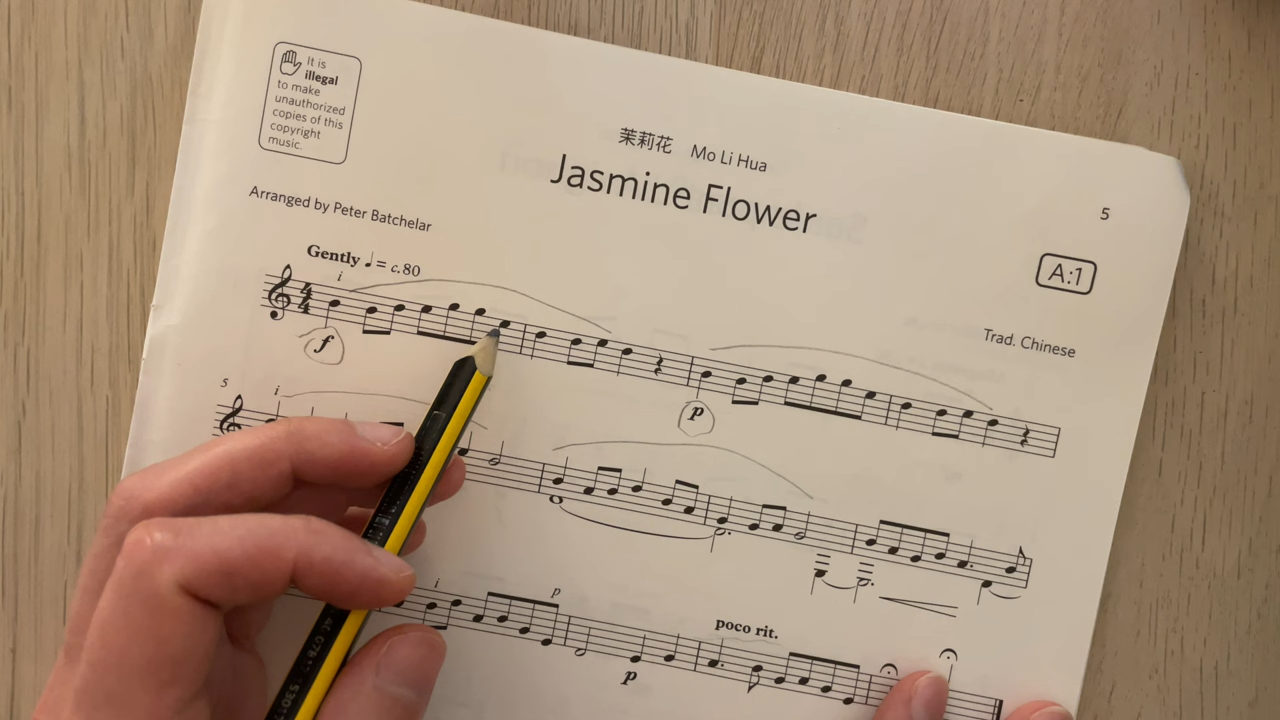 It is
illegal
to make
unauthorized
copies of this
copyright
music.
茉莉花 Mo Li Hua
Jasmine Flower
5
A:1
Arranged by Peter Batchelar
Trad. Chinese
Gently ♩ = c.80
i
f
p
5
i
i
p
poco rit.
p